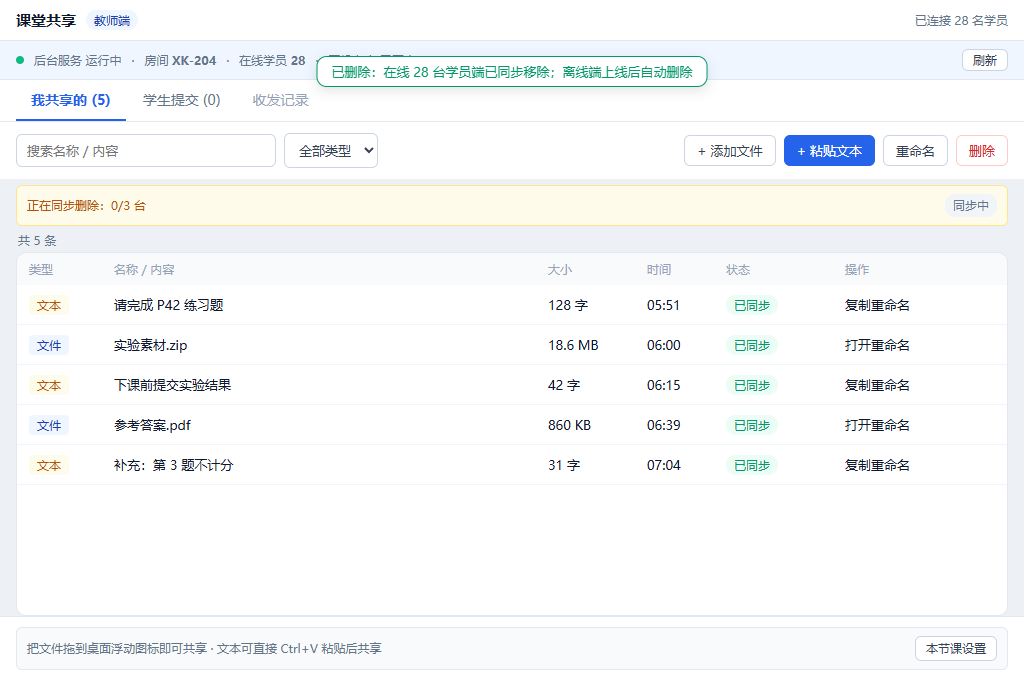 课堂共享 教师端 已连接 28 名学员
后台服务 运行中 · 房间 XK-204 · 在线学员 28
刷新
已删除：在线 28 台学员端已同步移除；离线端上线后自动删除
我共享的 (5) 学生提交 (0) 收发记录
搜索名称 / 内容 全部类型 + 添加文件 + 粘贴文本 重命名 删除
正在同步删除：0/3 台 同步中
共 5 条
类型 名称 / 内容 大小 时间 状态 操作
文本 请完成 P42 练习题 128 字 05:51 已同步 复制重命名
文件 实验素材.zip 18.6 MB 06:00 已同步 打开重命名
文本 下课前提交实验结果 42 字 06:15 已同步 复制重命名
文件 参考答案.pdf 860 KB 06:39 已同步 打开重命名
文本 补充：第 3 题不计分 31 字 07:04 已同步 复制重命名
把文件拖到桌面浮动图标即可共享 · 文本可直接 Ctrl+V 粘贴后共享 本节课设置